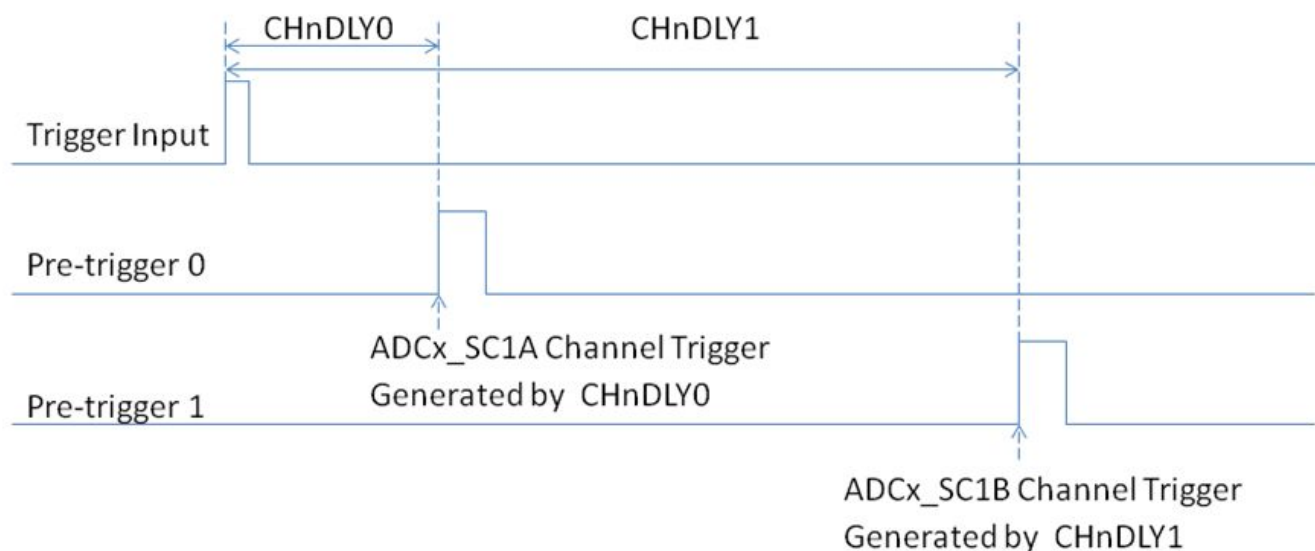 CHnDLY0
CHnDLY1
Trigger Input
Pre-trigger 0
ADCx_SC1A Channel Trigger
Generated by CHnDLY0
Pre-trigger 1
ADCx_SC1B Channel Trigger
Generated by CHnDLY1